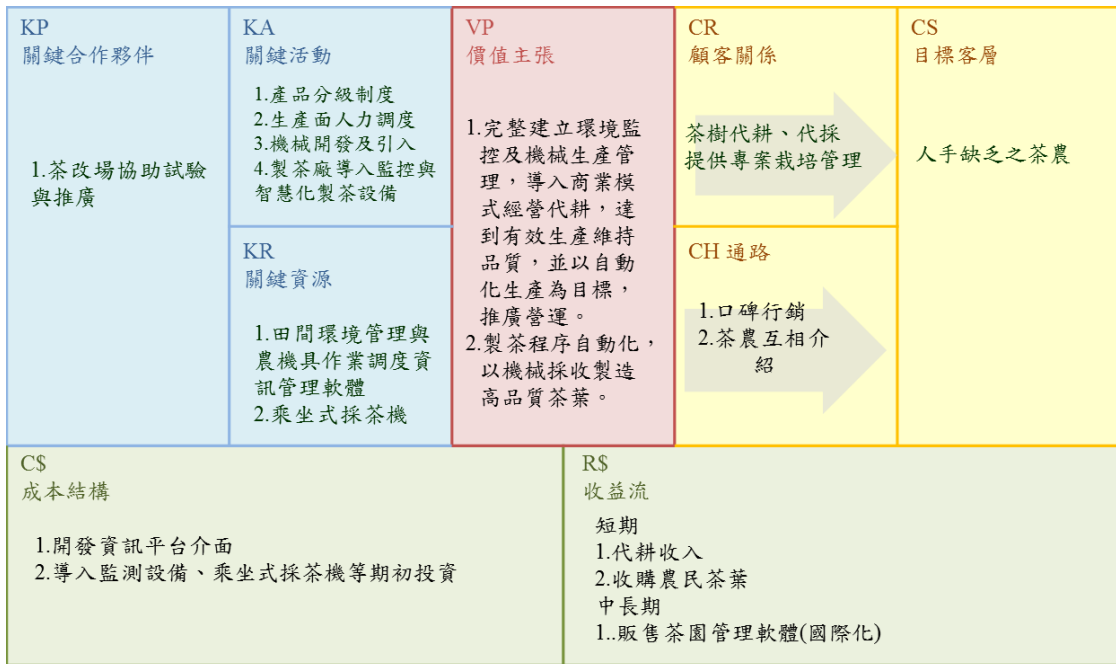 KP
關鍵合作夥伴
1.茶改場協助試驗
與推廣
KA
關鍵活動
1.產品分級制度
2.生產面人力調度
3.機械開發及引入
4.製茶廠導入監控與
智慧化製茶設備
KR
關鍵資源
1.田間環境管理與
農機具作業調度資
訊管理軟體
2.乘坐式採茶機
VP
價值主張
1.完整建立環境監
控及機械生產管
理，導入商業模
式經營代耕，達
到有效生產維持
品質，並以自動
化生產為目標，
推廣營運。
2.製茶程序自動化，
以機械採收製造
高品質茶葉。
CR
顧客關係
茶樹代耕、代採
提供專案栽培管理
CH 通路
1.口碑行銷
2.茶農互相介
紹
CS
目標客層
人手缺乏之茶農
C$
成本結構
1.開發資訊平台介面
2.導入監測設備、乘坐式採茶機等期初投資
R$
收益流
短期
1.代耕收入
2.收購農民茶葉
中長期
1..販售茶園管理軟體(國際化)